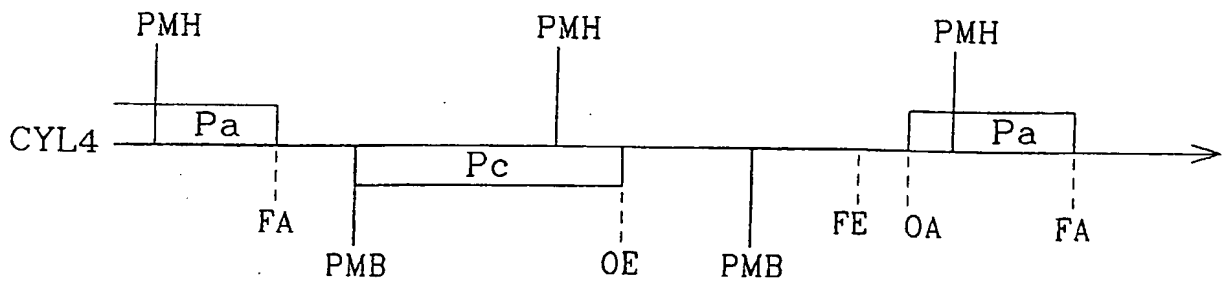 PMH PMH PMH
Pa Pa
CYL4
Pc
FA FE OA FA
PMB OE PMB